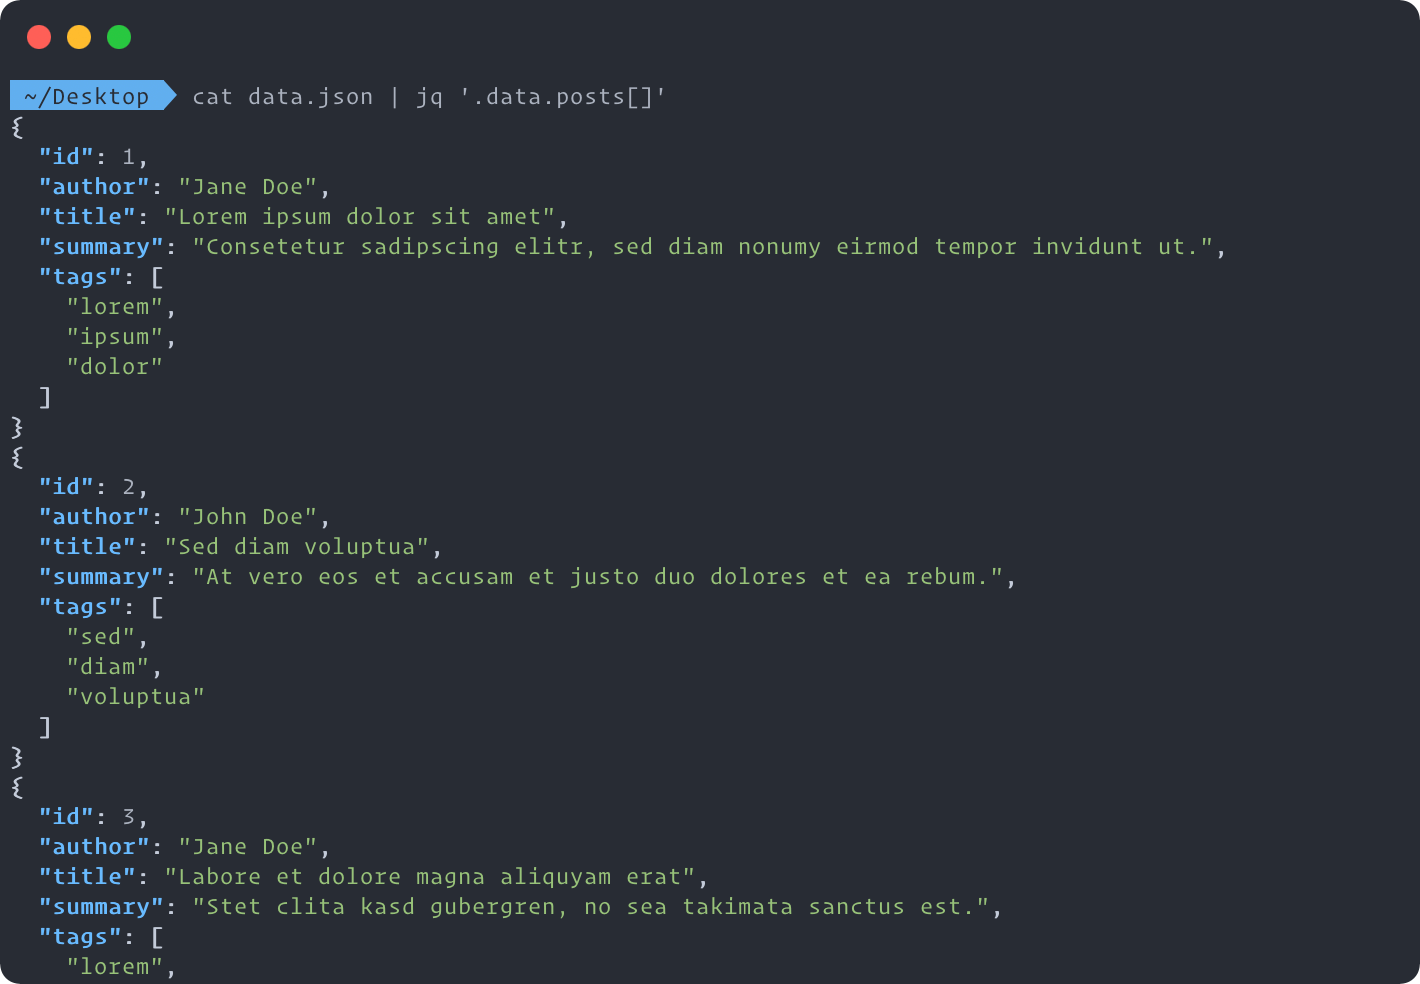 ~/Desktop cat data.json | jq '.data.posts[]'
{
  "id": 1,
  "author": "Jane Doe",
  "title": "Lorem ipsum dolor sit amet",
  "summary": "Consetetur sadipscing elitr, sed diam nonumy eirmod tempor invidunt ut.",
  "tags": [
    "lorem",
    "ipsum",
    "dolor"
  ]
}
{
  "id": 2,
  "author": "John Doe",
  "title": "Sed diam voluptua",
  "summary": "At vero eos et accusam et justo duo dolores et ea rebum.",
  "tags": [
    "sed",
    "diam",
    "voluptua"
  ]
}
{
  "id": 3,
  "author": "Jane Doe",
  "title": "Labore et dolore magna aliquyam erat",
  "summary": "Stet clita kasd gubergren, no sea takimata sanctus est.",
  "tags": [
    "lorem",